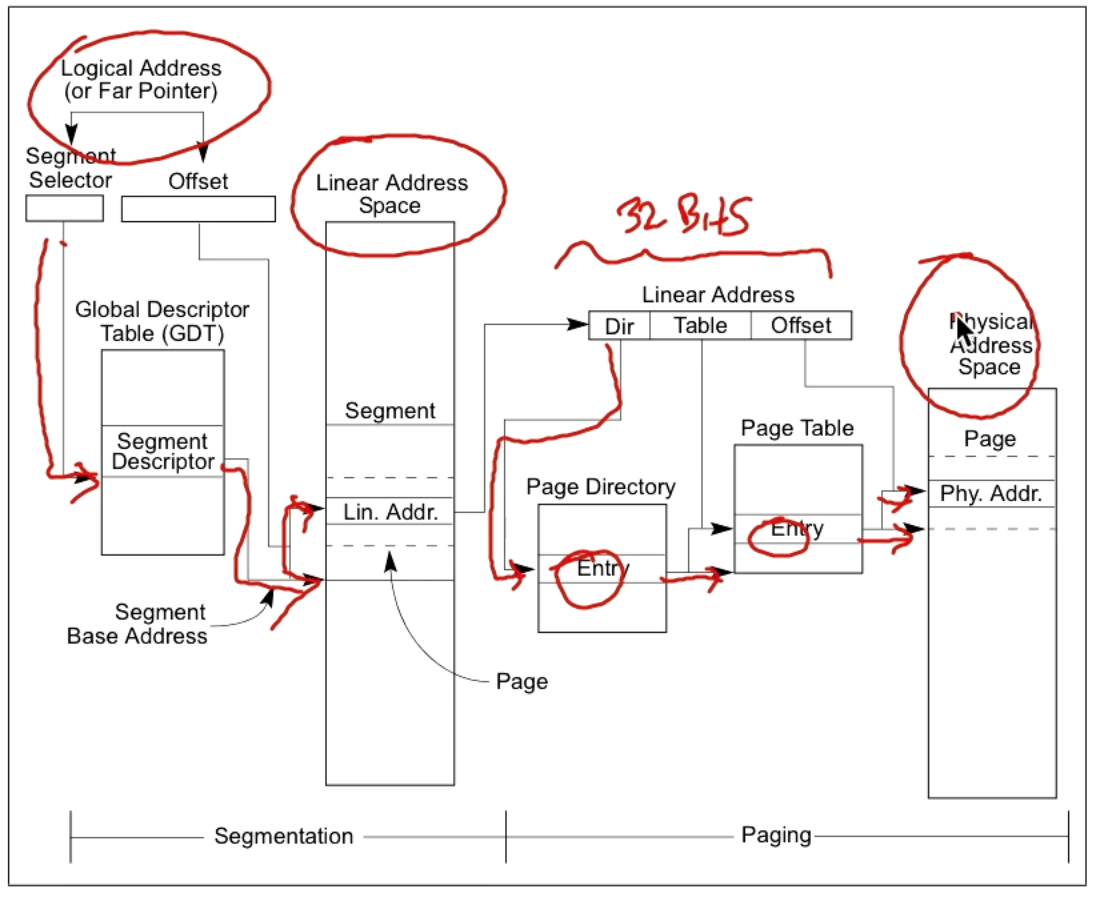 Logical Address
(or Far Pointer)
Segment
Selector
Offset
Linear Address
Space
32 Bits
Global Descriptor
Table (GDT)
Linear Address
Dir
Table
Offset
Physical
Address
Space
Segment
Descriptor
Segment
Page Table
Page
Page Directory
Lin. Addr.
Phy. Addr.
Entry
Entry
Segment
Base Address
Page
Segmentation
Paging